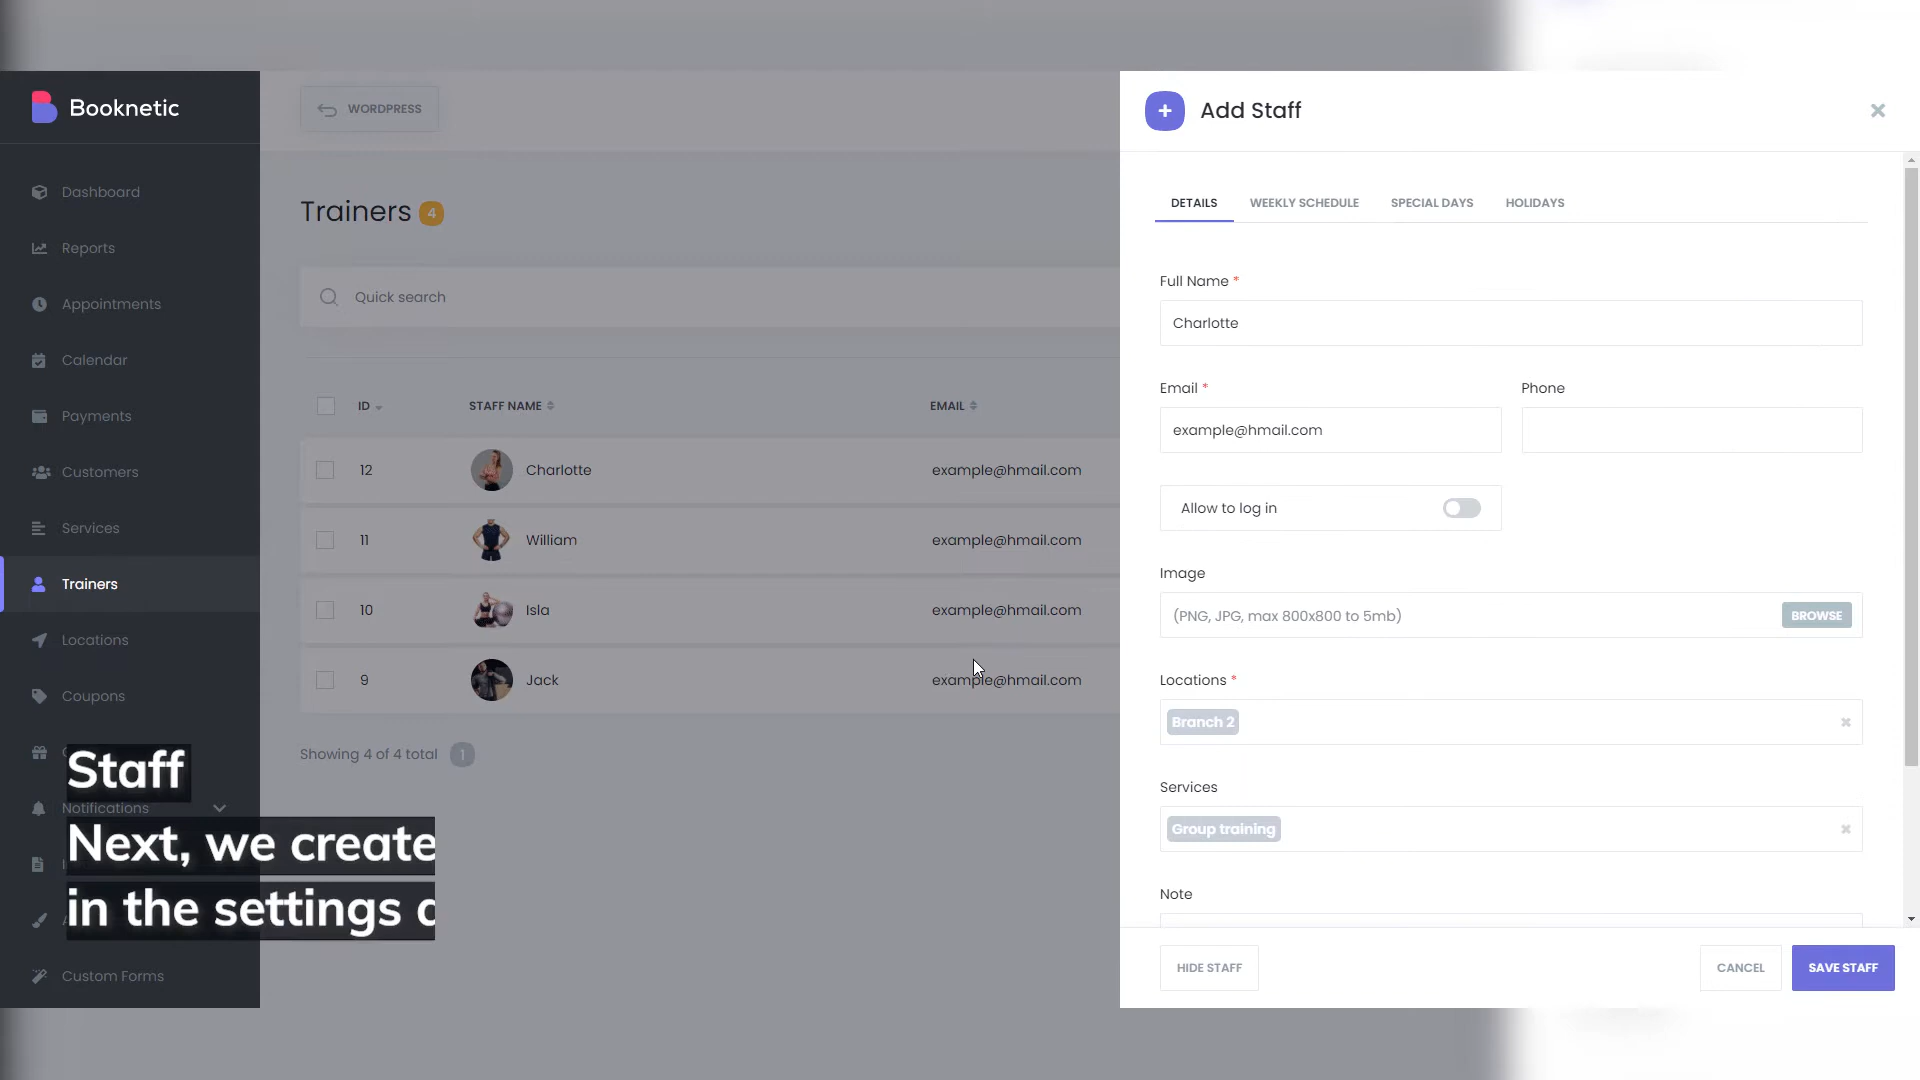 Booknetic
WORDPRESS
Add Staff
Dashboard
Reports
Appointments
Calendar
Payments
Customers
Services
Trainers
Locations
Coupons
Notifications
Custom Forms
Trainers 4
Quick search
ID STAFF NAME EMAIL
12 Charlotte example@hmail.com
11 William example@hmail.com
10 Isla example@hmail.com
9 Jack example@hmail.com
Showing 4 of 4 total 1
Staff
Next, we create
in the settings
DETAILS WEEKLY SCHEDULE SPECIAL DAYS HOLIDAYS
Full Name *
Charlotte
Email * Phone
example@hmail.com
Allow to log in
Image
(PNG, JPG, max 800x800 to 5mb) BROWSE
Locations *
Branch 2
Services
Group training
Note
HIDE STAFF CANCEL SAVE STAFF